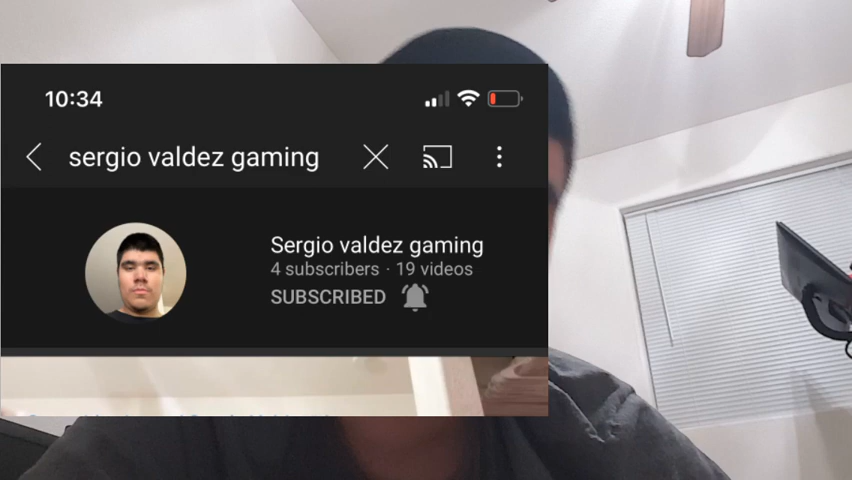 10:34
sergio valdez gaming
Sergio valdez gaming
4 subscribers · 19 videos
SUBSCRIBED